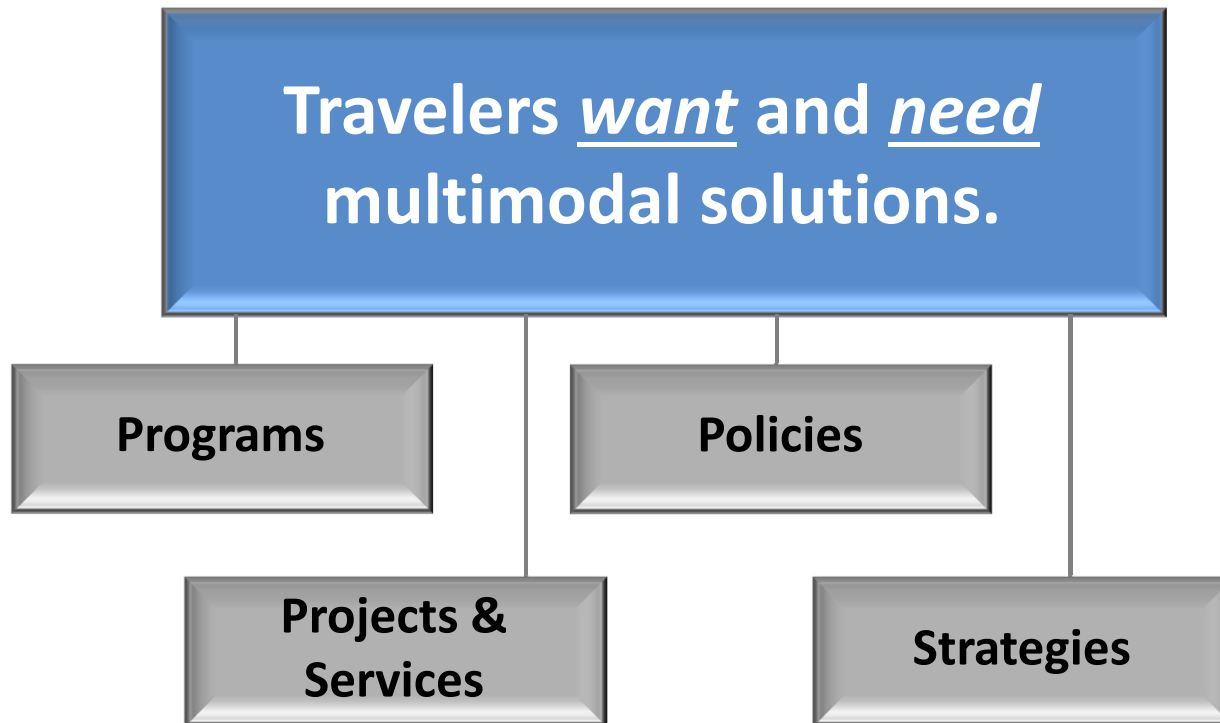 Travelers want and need
multimodal solutions.
Programs
Policies
Projects &
Services
Strategies